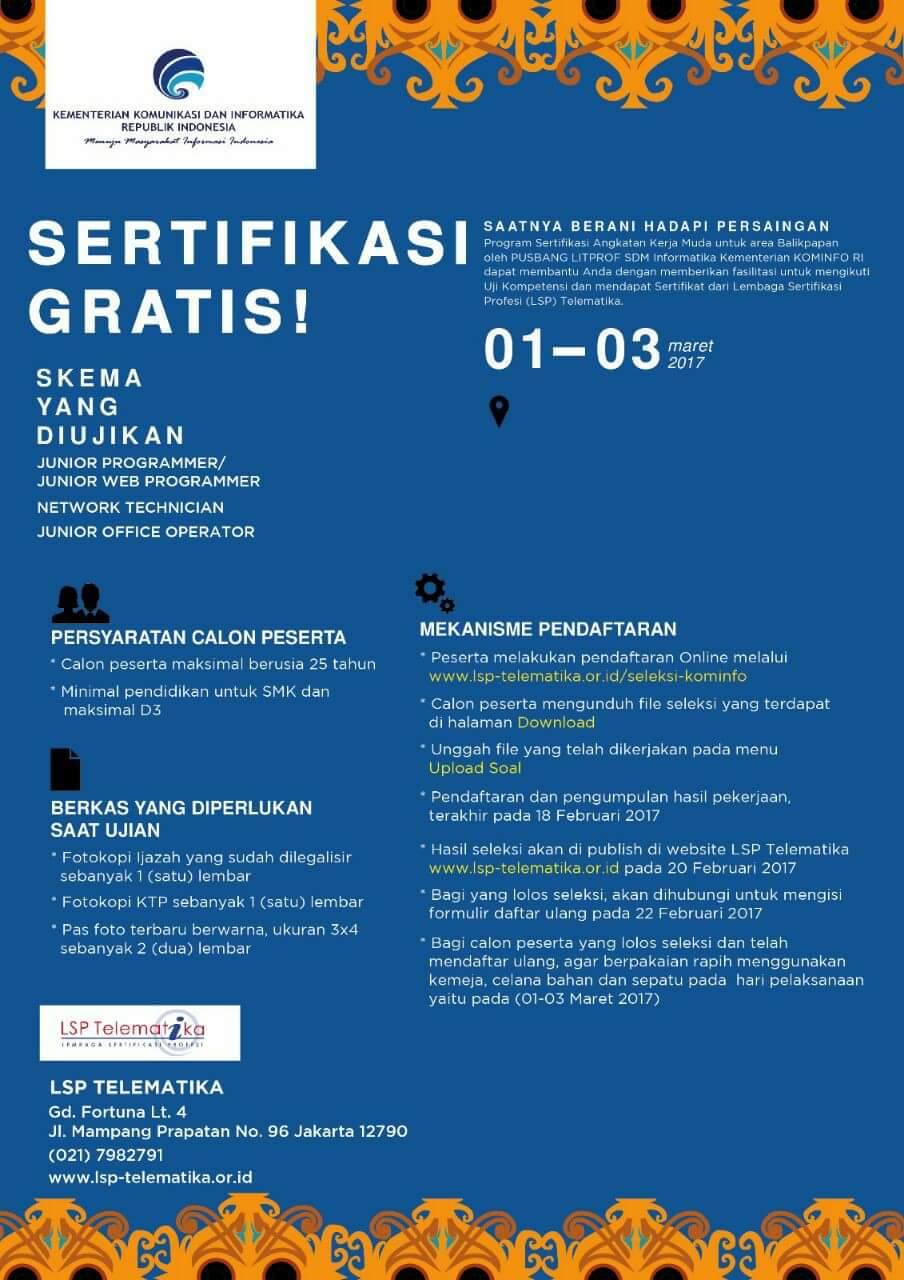 KEMENTERIAN KOMUNIKASI DAN INFORMATIKA
REPUBLIK INDONESIA
Menuju Masyarakat Informasi Indonesia
SERTIFIKASI
GRATIS!
SKEMA
YANG
DIUJIKAN
JUNIOR PROGRAMMER/
JUNIOR WEB PROGRAMMER
NETWORK TECHNICIAN
JUNIOR OFFICE OPERATOR
SAATNYA BERANI HADAPI PERSAINGAN
Program Sertifikasi Angkatan Kerja Muda untuk area Balikpapan
oleh PUSBANG LITPROF SDM Informatika Kementerian KOMINFO RI
dapat membantu Anda dengan memberikan fasilitasi untuk mengikuti
Uji Kompetensi dan mendapat Sertifikat dari Lembaga Sertifikasi
Profesi (LSP) Telematika.
01–03 maret
2017
PERSYARATAN CALON PESERTA
* Calon peserta maksimal berusia 25 tahun
* Minimal pendidikan untuk SMK dan
maksimal D3
BERKAS YANG DIPERLUKAN
SAAT UJIAN
* Fotokopi Ijazah yang sudah dilegalisir
sebanyak 1 (satu) lembar
* Fotokopi KTP sebanyak 1 (satu) lembar
* Pas foto terbaru berwarna, ukuran 3x4
sebanyak 2 (dua) lembar
MEKANISME PENDAFTARAN
* Peserta melakukan pendaftaran Online melalui
www.lsp-telematika.or.id/seleksi-kominfo
* Calon peserta mengunduh file seleksi yang terdapat
di halaman Download
* Unggah file yang telah dikerjakan pada menu
Upload Soal
* Pendaftaran dan pengumpulan hasil pekerjaan,
terakhir pada 18 Februari 2017
* Hasil seleksi akan di publish di website LSP Telematika
www.lsp-telematika.or.id pada 20 Februari 2017
* Bagi yang lolos seleksi, akan dihubungi untuk mengisi
formulir daftar ulang pada 22 Februari 2017
* Bagi calon peserta yang lolos seleksi dan telah
mendaftar ulang, agar berpakaian rapih menggunakan
kemeja, celana bahan dan sepatu pada hari pelaksanaan
yaitu pada (01-03 Maret 2017)
LSP Telematika
LEMBAGA SERTIFIKASI PROFESI
LSP TELEMATIKA
Gd. Fortuna Lt. 4
Jl. Mampang Prapatan No. 96 Jakarta 12790
(021) 7982791
www.lsp-telematika.or.id